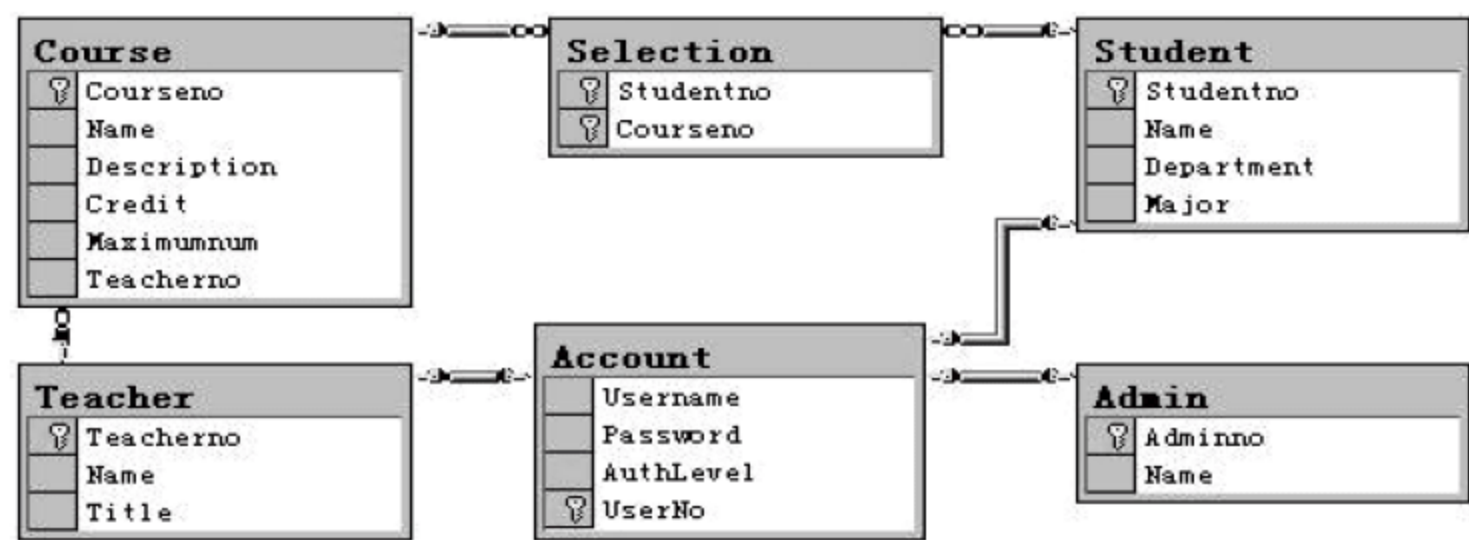 Course
Courseno
Name
Description
Credit
Maximumnum
Teacherno
Selection
Studentno
Courseno
Student
Studentno
Name
Department
Major
Teacher
Teacherno
Name
Title
Account
Username
Password
AuthLevel
UserNo
Admin
Adminno
Name